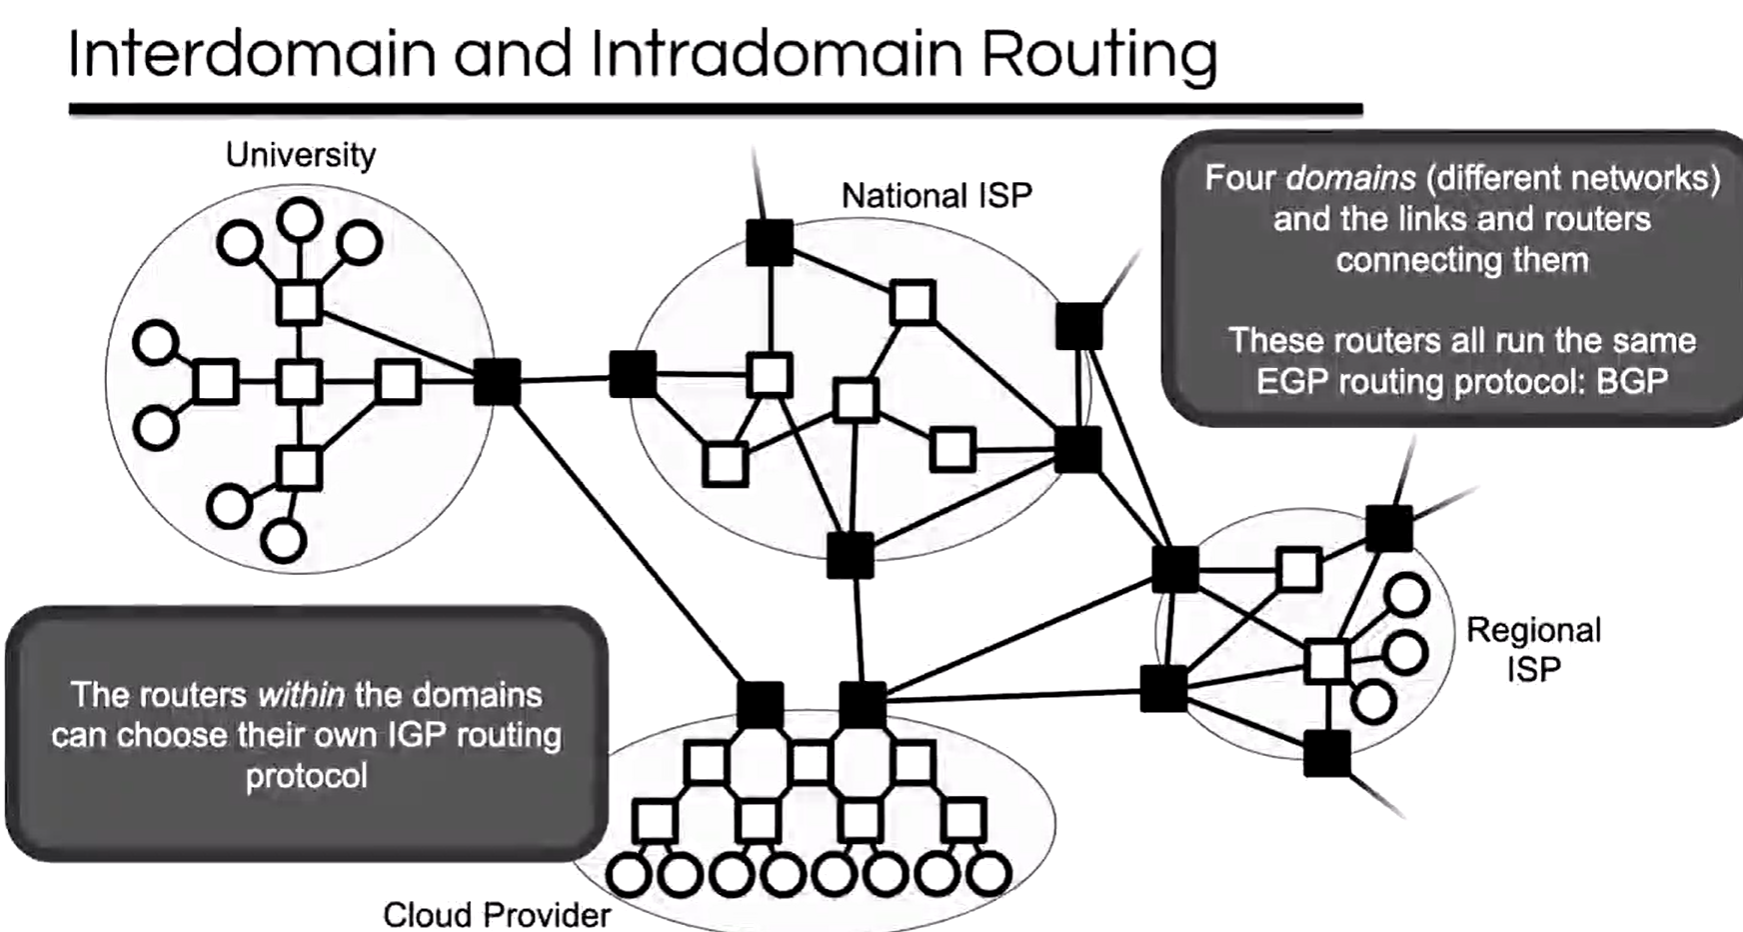 Interdomain and Intradomain Routing
University
National ISP
Four domains (different networks)
and the links and routers
connecting them
These routers all run the same
EGP routing protocol: BGP
Regional
ISP
The routers within the domains
can choose their own IGP routing
protocol
Cloud Provider